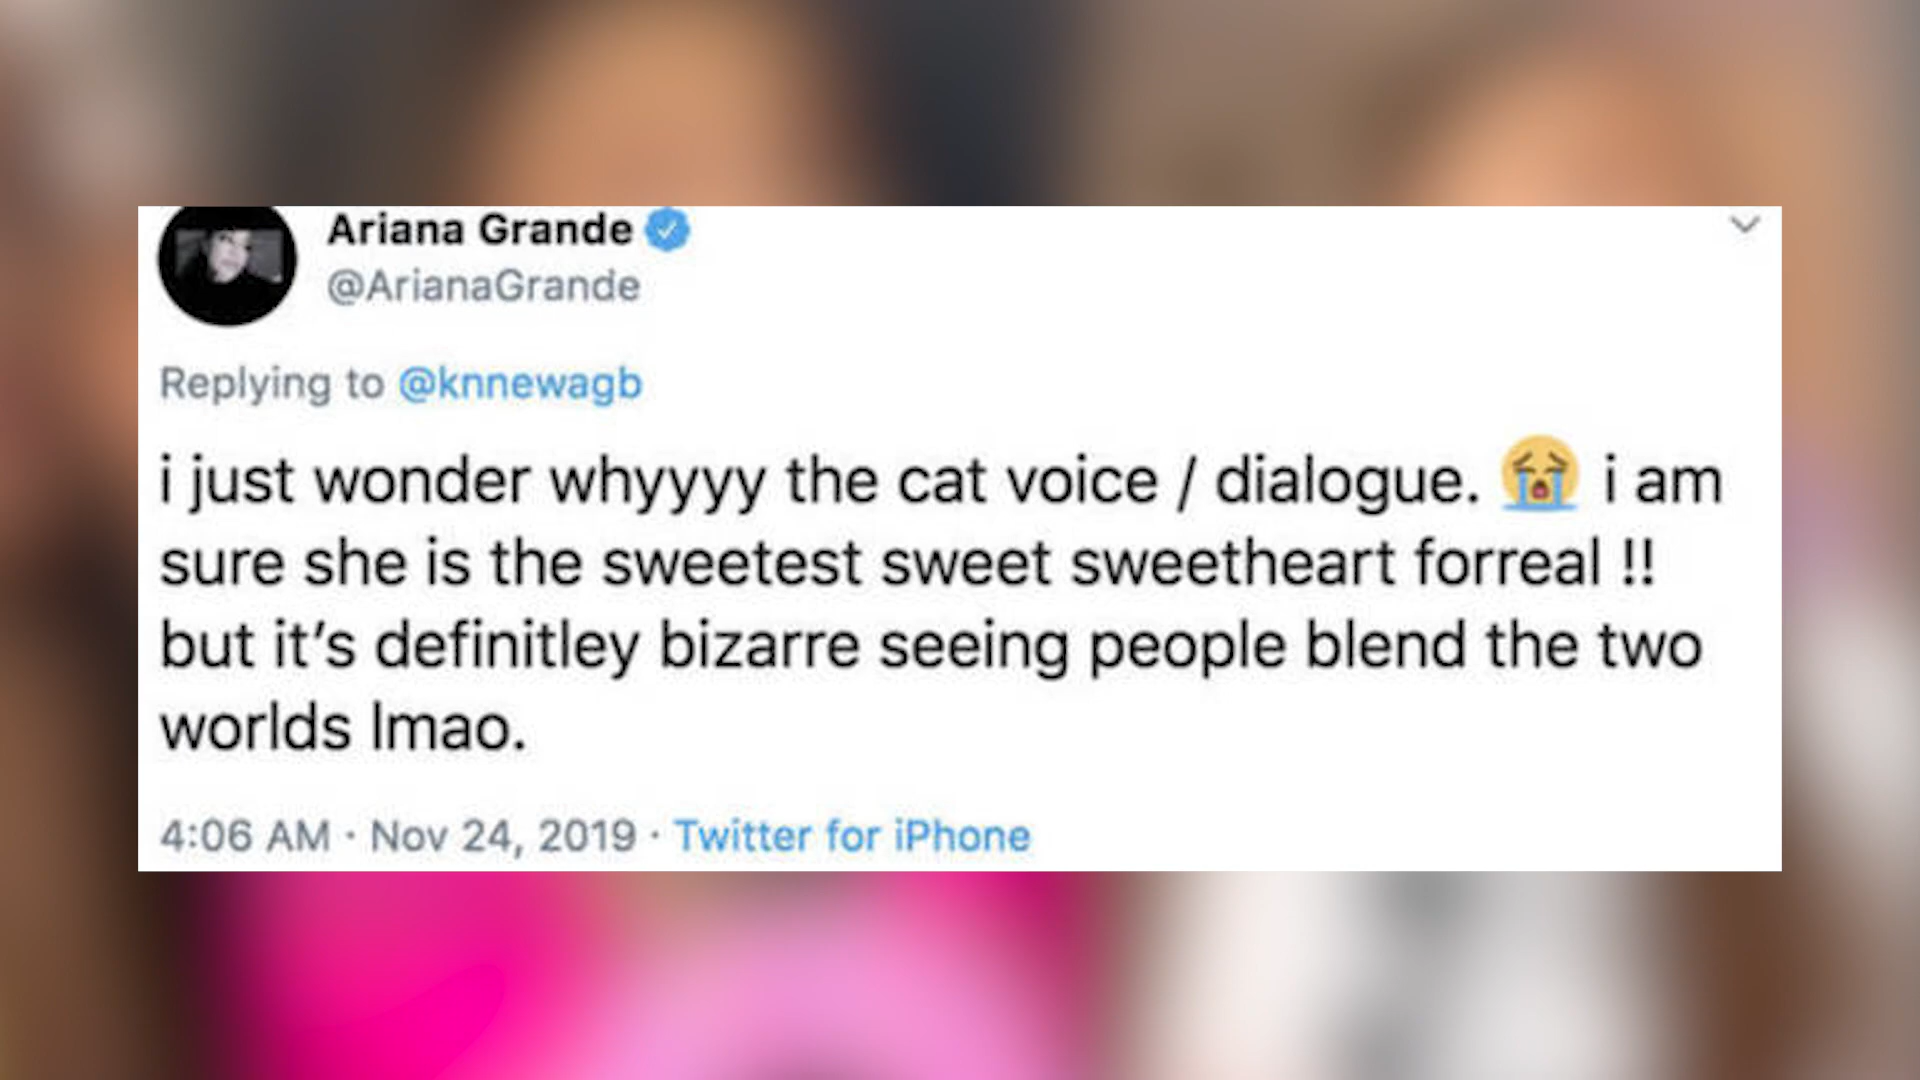 Ariana Grande
@ArianaGrande
Replying to @knnewagb
i just wonder whyyyy the cat voice / dialogue. 😭 i am
sure she is the sweetest sweet sweetheart forreal !!
but it’s definitley bizarre seeing people blend the two
worlds lmao.
4:06 AM · Nov 24, 2019 · Twitter for iPhone